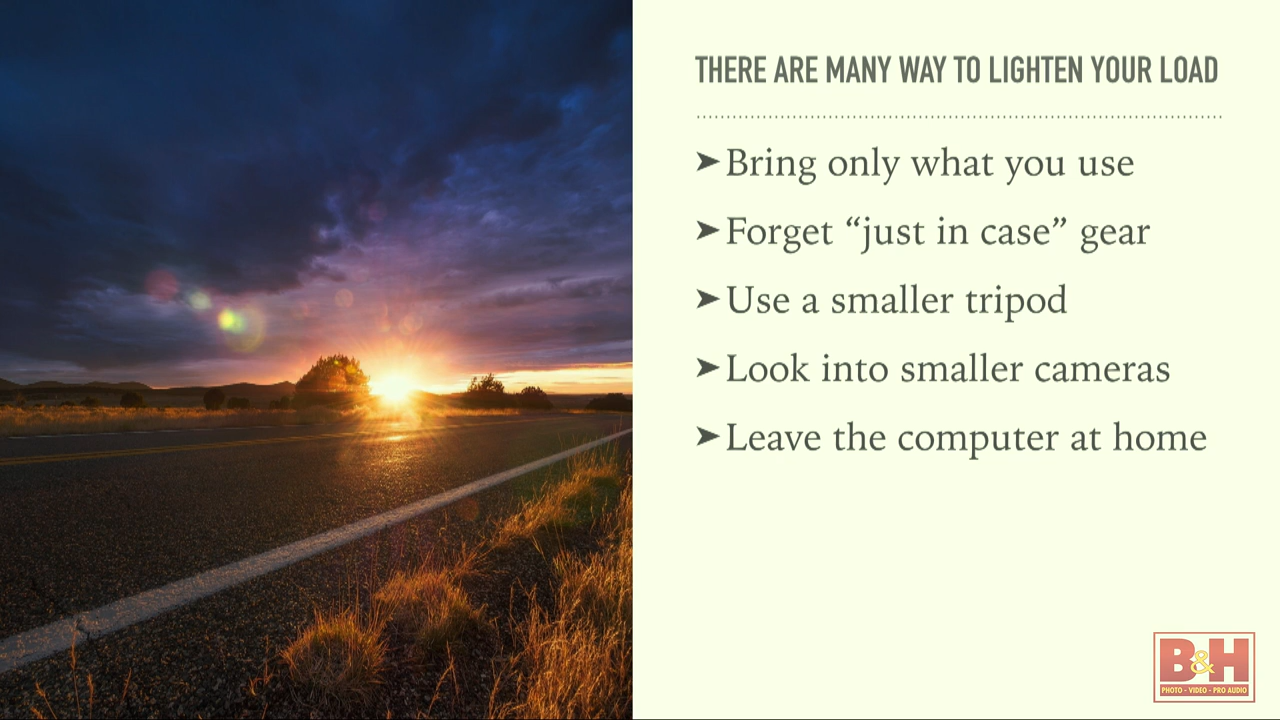 THERE ARE MANY WAY TO LIGHTEN YOUR LOAD
➤ Bring only what you use
➤ Forget “just in case” gear
➤ Use a smaller tripod
➤ Look into smaller cameras
➤ Leave the computer at home
B&H
PHOTO - VIDEO - PRO AUDIO